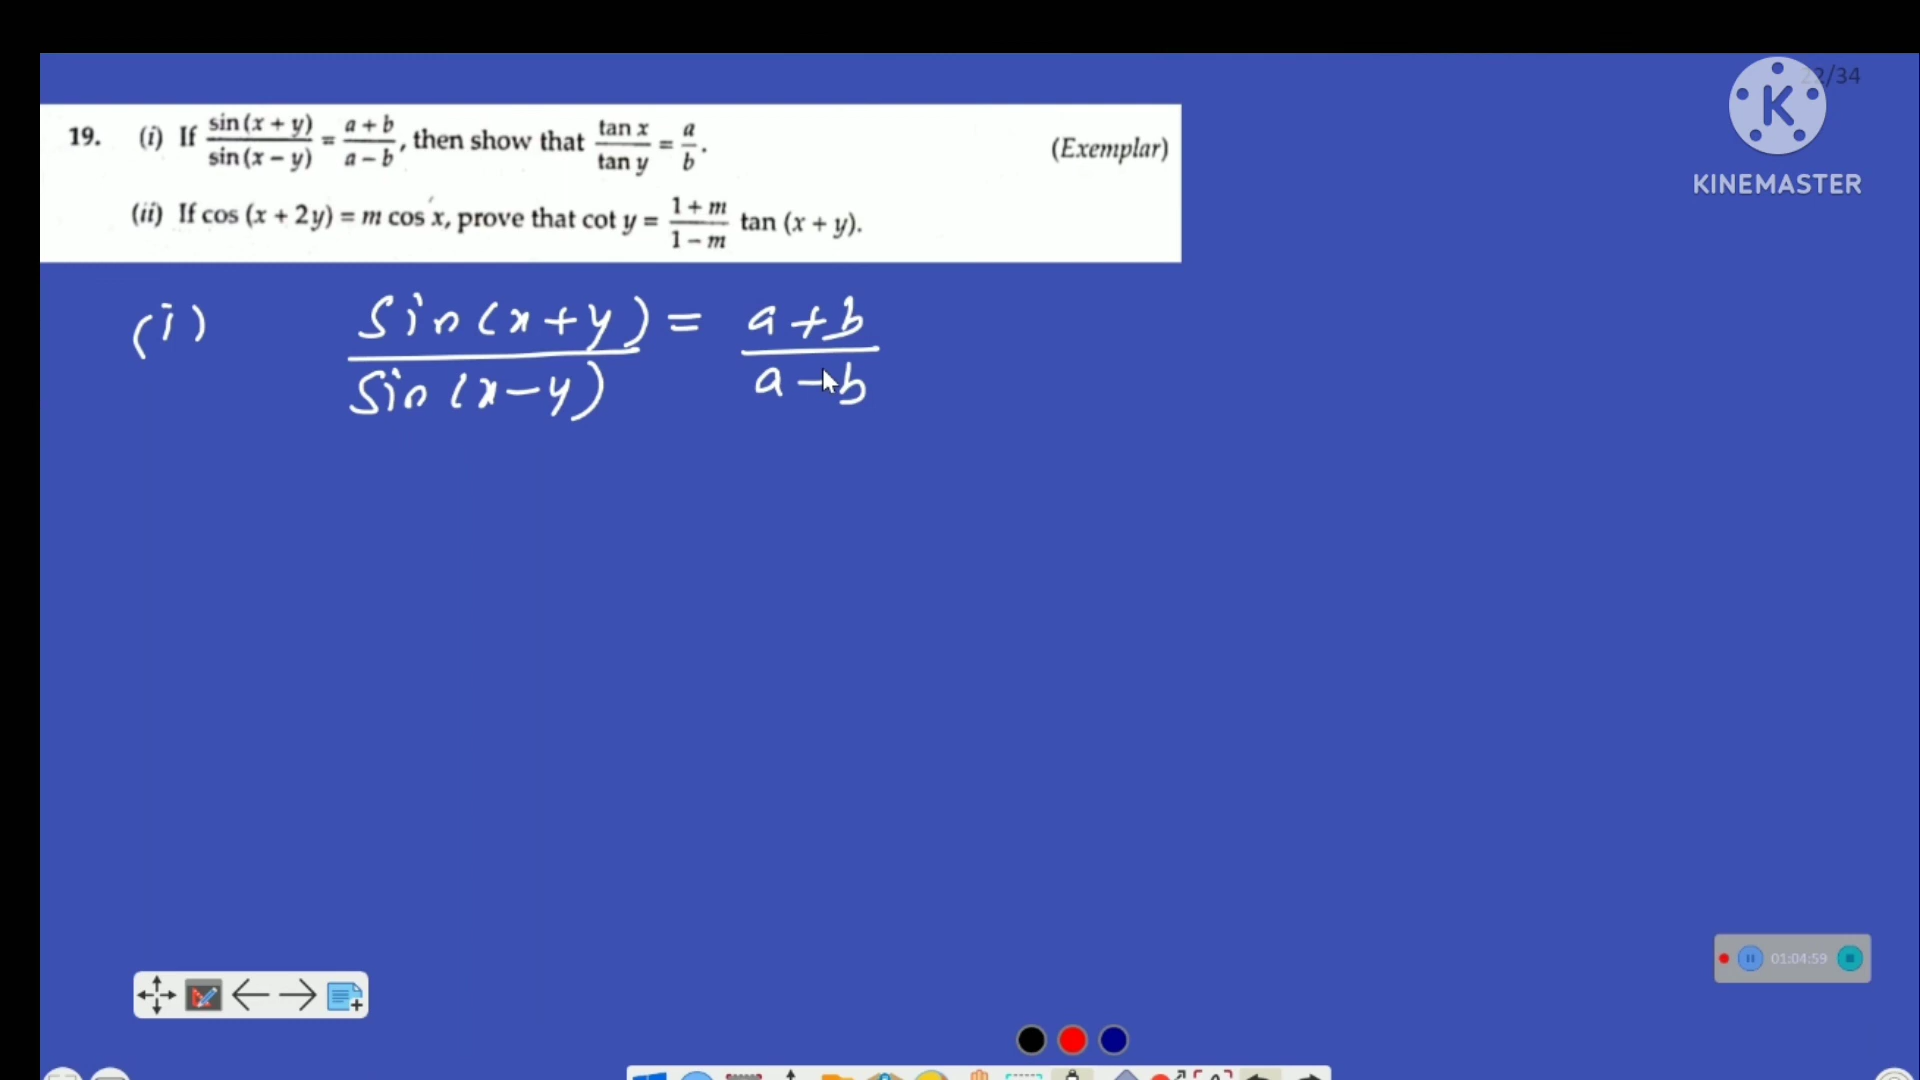 22/34
KINEMASTER
19. (i) If sin(x + y)/sin(x − y) = a + b/a − b, then show that tan x/tan y = a/b. (Exemplar)
(ii) If cos (x + 2y) = m cos x, prove that cot y = 1 + m/1 − m tan (x + y).
(i) Sin(x+y)/Sin(x−y) = a+b/a−b
01:04:59